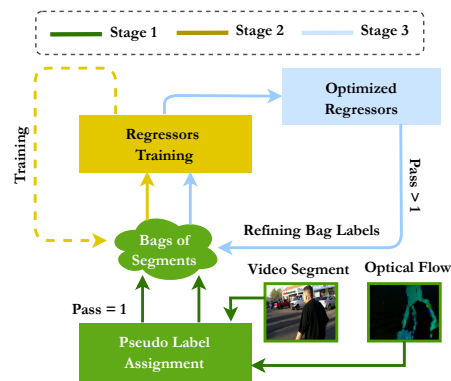 Stage 1
Stage 2
Stage 3
Optimized
Regressors
Regressors
Training
Training
Pass > 1
Refining Bag Labels
Bags of
Segments
Video Segment
Optical Flow
Pass = 1
Pseudo Label
Assignment